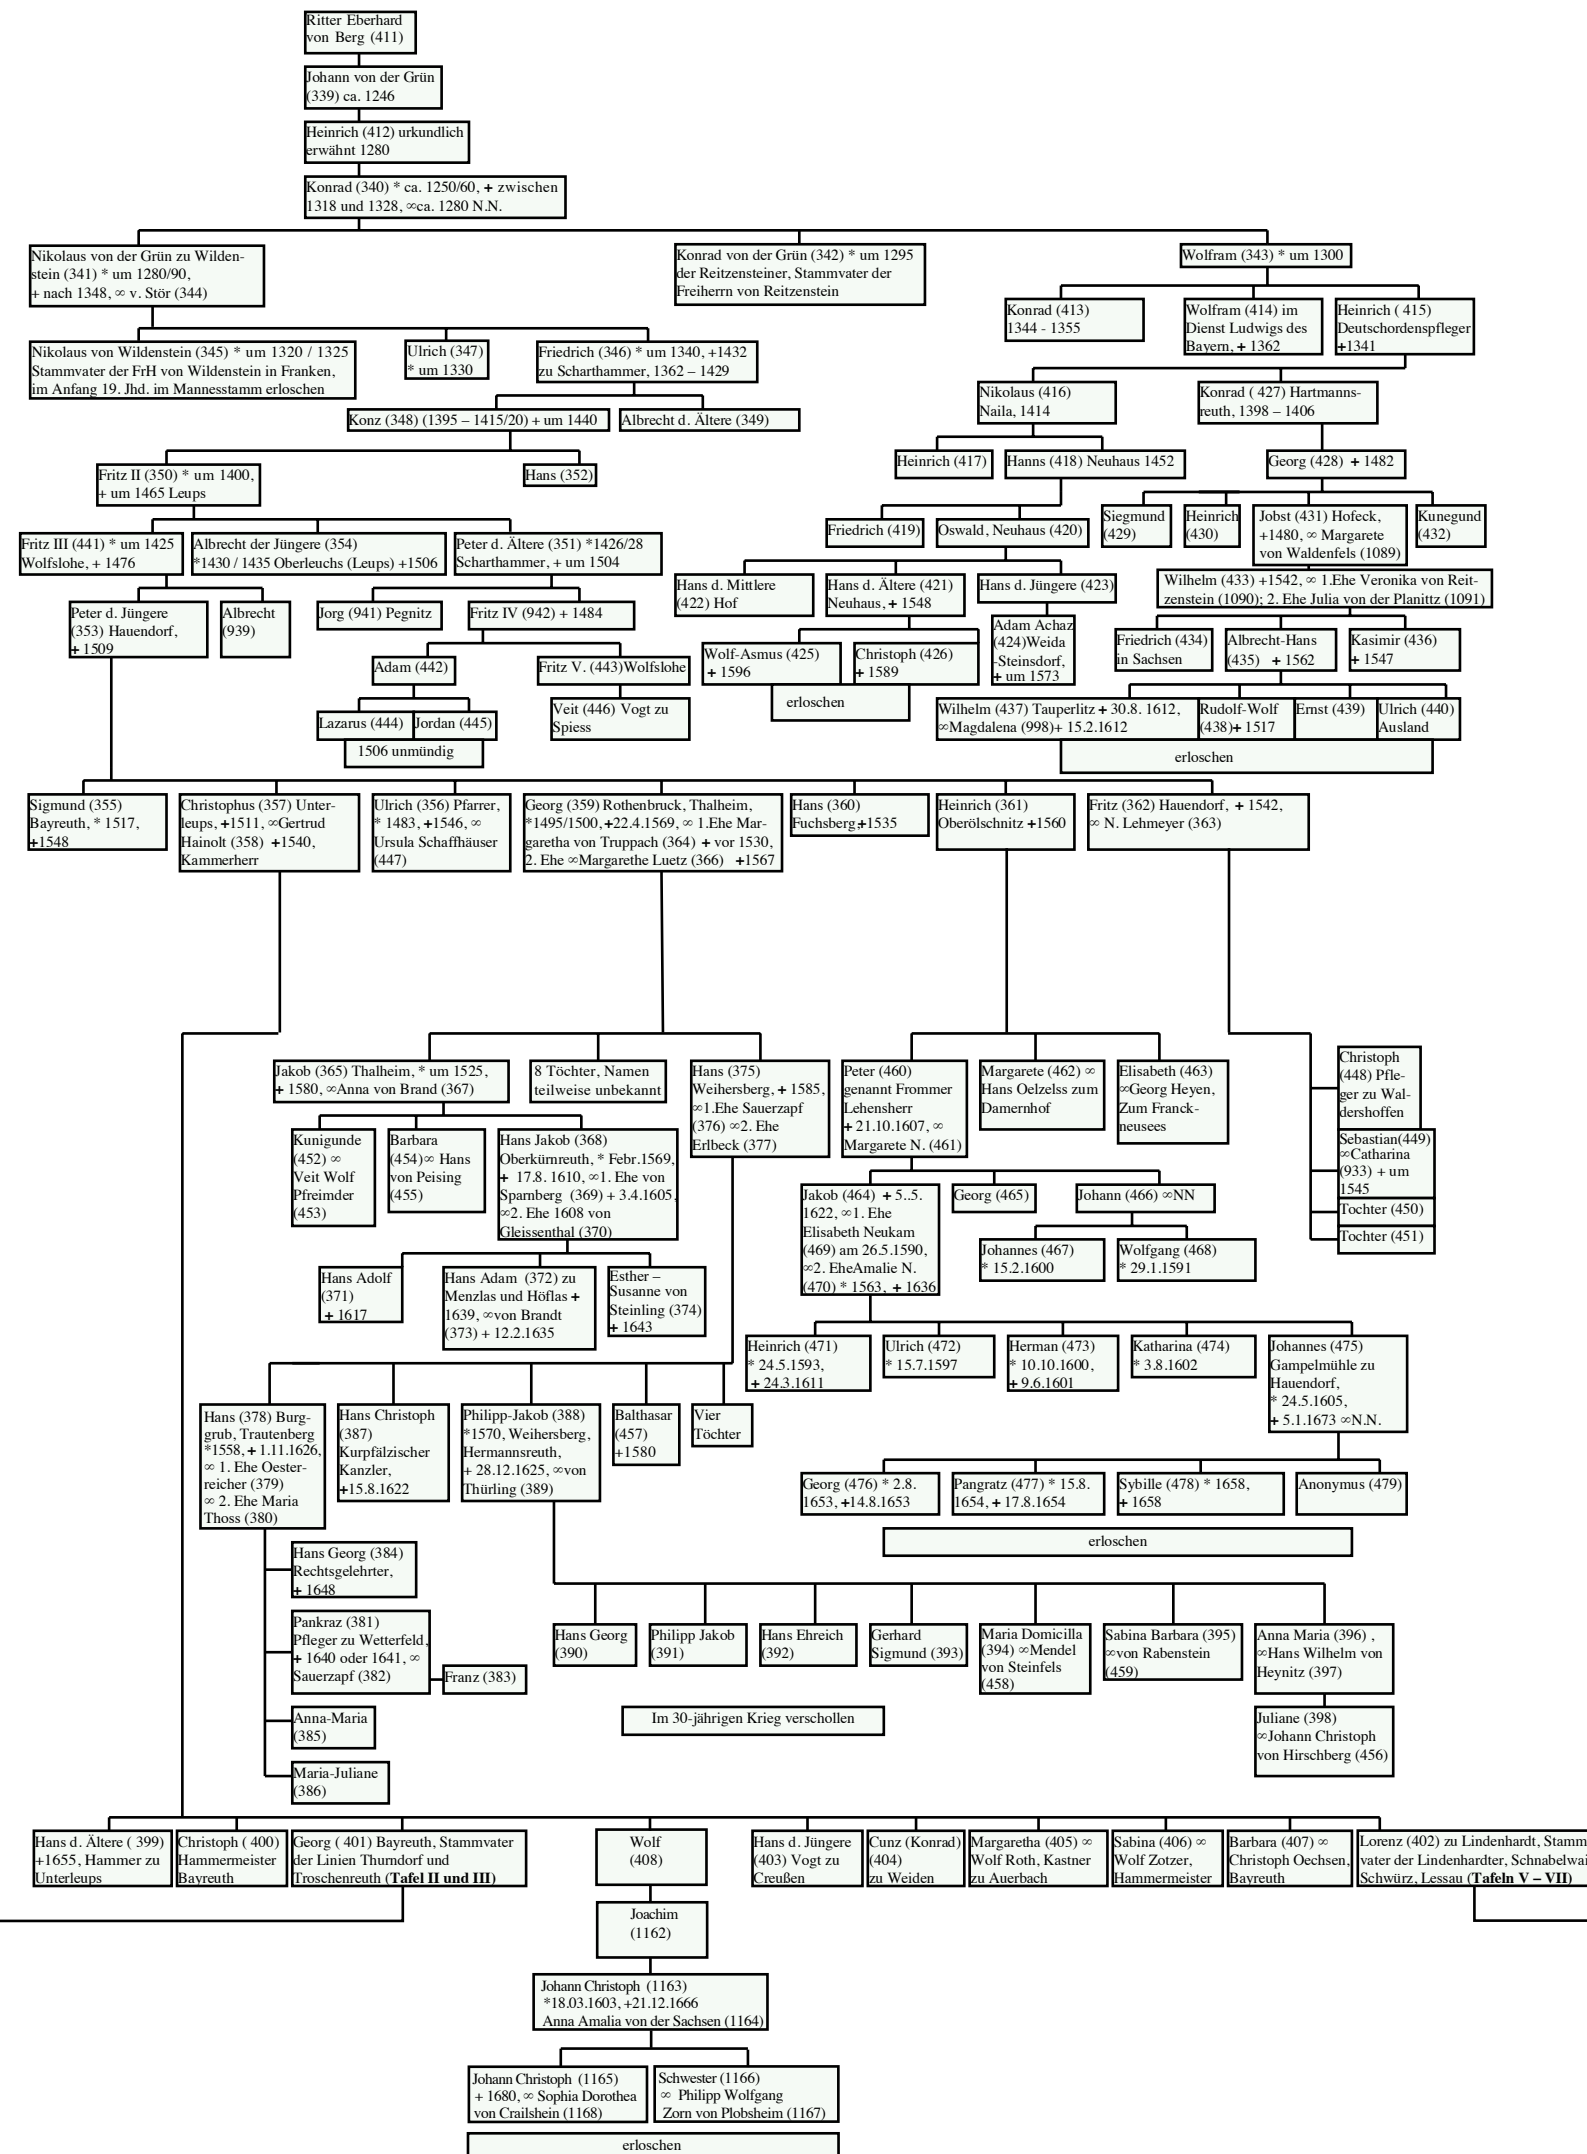 Ritter Eberhard
von Berg (411)
Johann von der Grün
(339) ca. 1246
Heinrich (412) urkundlich
erwähnt 1280
Konrad (340) * ca. 1250/60, + zwischen
1318 und 1328, ∞ca. 1280 N.N.
Nikolaus von der Grün zu Wilden-
stein (341) * um 1280/90,
+ nach 1348, ∞ v. Stör (344)
Konrad von der Grün (342) * um 1295
der Reitzensteiner, Stammvater der
Freiherrn von Reitzenstein
Wolfram (343) * um 1300
Konrad (413)
1344 - 1355
Wolfram (414) im
Dienst Ludwigs des
Bayern, + 1362
Heinrich ( 415)
Deutschordenspfleger
+1341
Nikolaus von Wildenstein (345) * um 1320 / 1325
Stammvater der FrH von Wildenstein in Franken,
im Anfang 19. Jhd. im Mannesstamm erloschen
Ulrich (347)
* um 1330
Friedrich (346) * um 1340, +1432
zu Scharthammer, 1362 – 1429
Nikolaus (416)
Naila, 1414
Konrad ( 427) Hartmanns-
reuth, 1398 – 1406
Konz (348) (1395 – 1415/20) + um 1440
Albrecht d. Ältere (349)
Heinrich (417)
Hanns (418) Neuhaus 1452
Georg (428) + 1482
Fritz II (350) * um 1400,
+ um 1465 Leups
Hans (352)
Friedrich (419)
Oswald, Neuhaus (420)
Siegmund
(429)
Heinrich
(430)
Jobst (431) Hofeck,
+1480, ∞ Margarete
von Waldenfels (1089)
Kunegund
(432)
Fritz III (441) * um 1425
Wolfslohe, + 1476
Albrecht der Jüngere (354)
*1430 / 1435 Oberleuchs (Leups) +1506
Peter d. Ältere (351) *1426/28
Scharthammer, + um 1504
Hans d. Mittlere
(422) Hof
Hans d. Ältere (421)
Neuhaus, + 1548
Hans d. Jüngere (423)
Wilhelm (433) +1542, ∞ 1.Ehe Veronika von Reit-
zenstein (1090); 2. Ehe Julia von der Planittz (1091)
Peter d. Jüngere
(353) Hauendorf,
+ 1509
Albrecht
(939)
Jorg (941) Pegnitz
Fritz IV (942) + 1484
Adam Achaz
(424)Weida
-Steinsdorf,
+ um 1573
Friedrich (434)
in Sachsen
Albrecht-Hans
(435) + 1562
Kasimir (436)
+ 1547
Adam (442)
Fritz V. (443)Wolfslohe
Wolf-Asmus (425)
+ 1596
Christoph (426)
+ 1589
erloschen
Lazarus (444)
Jordan (445)
1506 unmündig
Veit (446) Vogt zu
Spiess
Wilhelm (437) Tauperlitz + 30.8. 1612,
∞Magdalena (998)+ 15.2.1612
Rudolf-Wolf
(438)+ 1517
Ernst (439)
Ulrich (440)
Ausland
erloschen
Sigmund (355)
Bayreuth, * 1517,
+1548
Christophus (357) Unter-
leups, +1511, ∞Gertrud
Hainolt (358) +1540,
Kammerherr
Ulrich (356) Pfarrer,
* 1483, +1546, ∞
Ursula Schaffhäuser
(447)
Georg (359) Rothenbruck, Thalheim,
*1495/1500, +22.4.1569, ∞ 1.Ehe Mar-
garetha von Truppach (364) + vor 1530,
2. Ehe ∞Margarethe Luetz (366) +1567
Hans (360)
Fuchsberg,+1535
Heinrich (361)
Oberölschnitz +1560
Fritz (362) Hauendorf, + 1542,
∞ N. Lehmeyer (363)
Jakob (365) Thalheim, * um 1525,
+ 1580, ∞Anna von Brand (367)
8 Töchter, Namen
teilweise unbekannt
Hans (375)
Weihersberg, + 1585,
∞1.Ehe Sauerzapf
(376) ∞2. Ehe
Erlbeck (377)
Peter (460)
genannt Frommer
Lehensherr
+ 21.10.1607, ∞
Margarete N. (461)
Margarete (462) ∞
Hans Oelzelss zum
Damernhof
Elisabeth (463)
∞Georg Heyen,
Zum Franck-
neusees
Christoph
(448) Pfle-
ger zu Wal-
dershoffen
Sebastian(449)
∞Catharina
(933) + um
1545
Tochter (450)
Tochter (451)
Kunigunde
(452) ∞
Veit Wolf
Pfreimder
(453)
Barbara
(454)∞ Hans
von Peising
(455)
Hans Jakob (368)
Oberkürnreuth, * Febr.1569,
+ 17.8. 1610, ∞1. Ehe von
Sparnberg (369) + 3.4.1605,
∞2. Ehe 1608 von
Gleissenthal (370)
Jakob (464) + 5..5.
1622, ∞1. Ehe
Elisabeth Neukam
(469) am 26.5.1590,
∞2. EheAmalie N.
(470) * 1563, + 1636
Georg (465)
Johann (466) ∞NN
Johannes (467)
* 15.2.1600
Wolfgang (468)
* 29.1.1591
Hans Adolf
(371)
+ 1617
Hans Adam (372) zu
Menzlas und Höflas +
1639, ∞von Brandt
(373) + 12.2.1635
Esther –
Susanne von
Steinling (374)
+ 1643
Heinrich (471)
* 24.5.1593,
+ 24.3.1611
Ulrich (472)
* 15.7.1597
Herman (473)
* 10.10.1600,
+ 9.6.1601
Katharina (474)
* 3.8.1602
Johannes (475)
Gampelmühle zu
Hauendorf,
* 24.5.1605,
+ 5.1.1673 ∞N.N.
Hans (378) Burg-
grub, Trautenberg
*1558, + 1.11.1626,
∞ 1. Ehe Oester-
reicher (379)
∞ 2. Ehe Maria
Thoss (380)
Hans Christoph
(387)
Kurpfälzischer
Kanzler,
+15.8.1622
Philipp-Jakob (388)
*1570, Weihersberg,
Hermannsreuth,
+ 28.12.1625, ∞von
Thürling (389)
Balthasar
(457)
+1580
Vier
Töchter
Georg (476) * 2.8.
1653, +14.8.1653
Pangratz (477) * 15.8.
1654, + 17.8.1654
Sybille (478) * 1658,
+ 1658
Anonymus (479)
erloschen
Hans Georg (384)
Rechtsgelehrter,
+ 1648
Pankraz (381)
Pfleger zu Wetterfeld,
+ 1640 oder 1641, ∞
Sauerzapf (382)
Franz (383)
Anna-Maria
(385)
Maria-Juliane
(386)
Hans Georg
(390)
Philipp Jakob
(391)
Hans Ehreich
(392)
Gerhard
Sigmund (393)
Maria Domicilla
(394) ∞Mendel
von Steinfels
(458)
Sabina Barbara (395)
∞von Rabenstein
(459)
Anna Maria (396) ,
∞Hans Wilhelm von
Heynitz (397)
Im 30-jährigen Krieg verschollen
Juliane (398)
∞Johann Christoph
von Hirschberg (456)
Hans d. Ältere ( 399)
+1655, Hammer zu
Unterleups
Christoph ( 400)
Hammermeister
Bayreuth
Georg ( 401) Bayreuth, Stammvater
der Linien Thurndorf und
Troschenreuth (Tafel II und III)
Wolf
(408)
Hans d. Jüngere
(403) Vogt zu
Creußen
Cunz (Konrad)
(404)
zu Weiden
Margaretha (405) ∞
Wolf Roth, Kastner
zu Auerbach
Sabina (406) ∞
Wolf Zotzer,
Hammermeister
Barbara (407) ∞
Christoph Oechsen,
Bayreuth
Lorenz (402) zu Lindenhardt, Stamm
vater der Lindenhardter, Schnabelwai
Schwürz, Lessau (Tafeln V – VII)
Joachim
(1162)
Johann Christoph (1163)
*18.03.1603, +21.12.1666
Anna Amalia von der Sachsen (1164)
Johann Christoph (1165)
+ 1680, ∞ Sophia Dorothea
von Crailshein (1168)
Schwester (1166)
∞ Philipp Wolfgang
Zorn von Plobsheim (1167)
erloschen